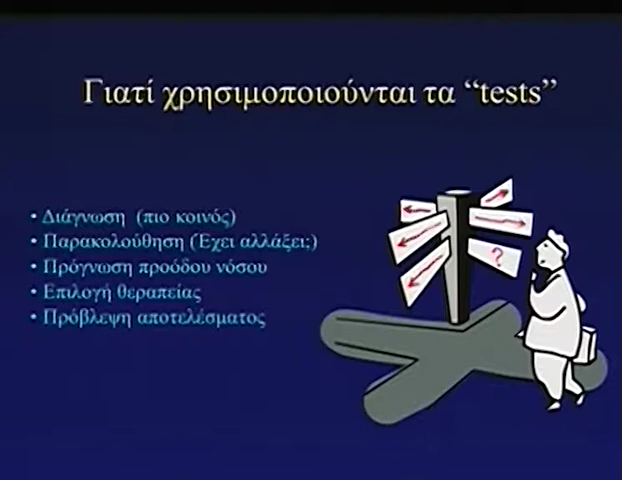 Γιατί χρησιμοποιούνται τα “tests”
• Διάγνωση (πιο κοινός)
• Παρακολούθηση (Έχει αλλάξει;)
• Πρόγνωση προόδου νόσου
• Επιλογή θεραπείας
• Πρόβλεψη αποτελέσματος
?